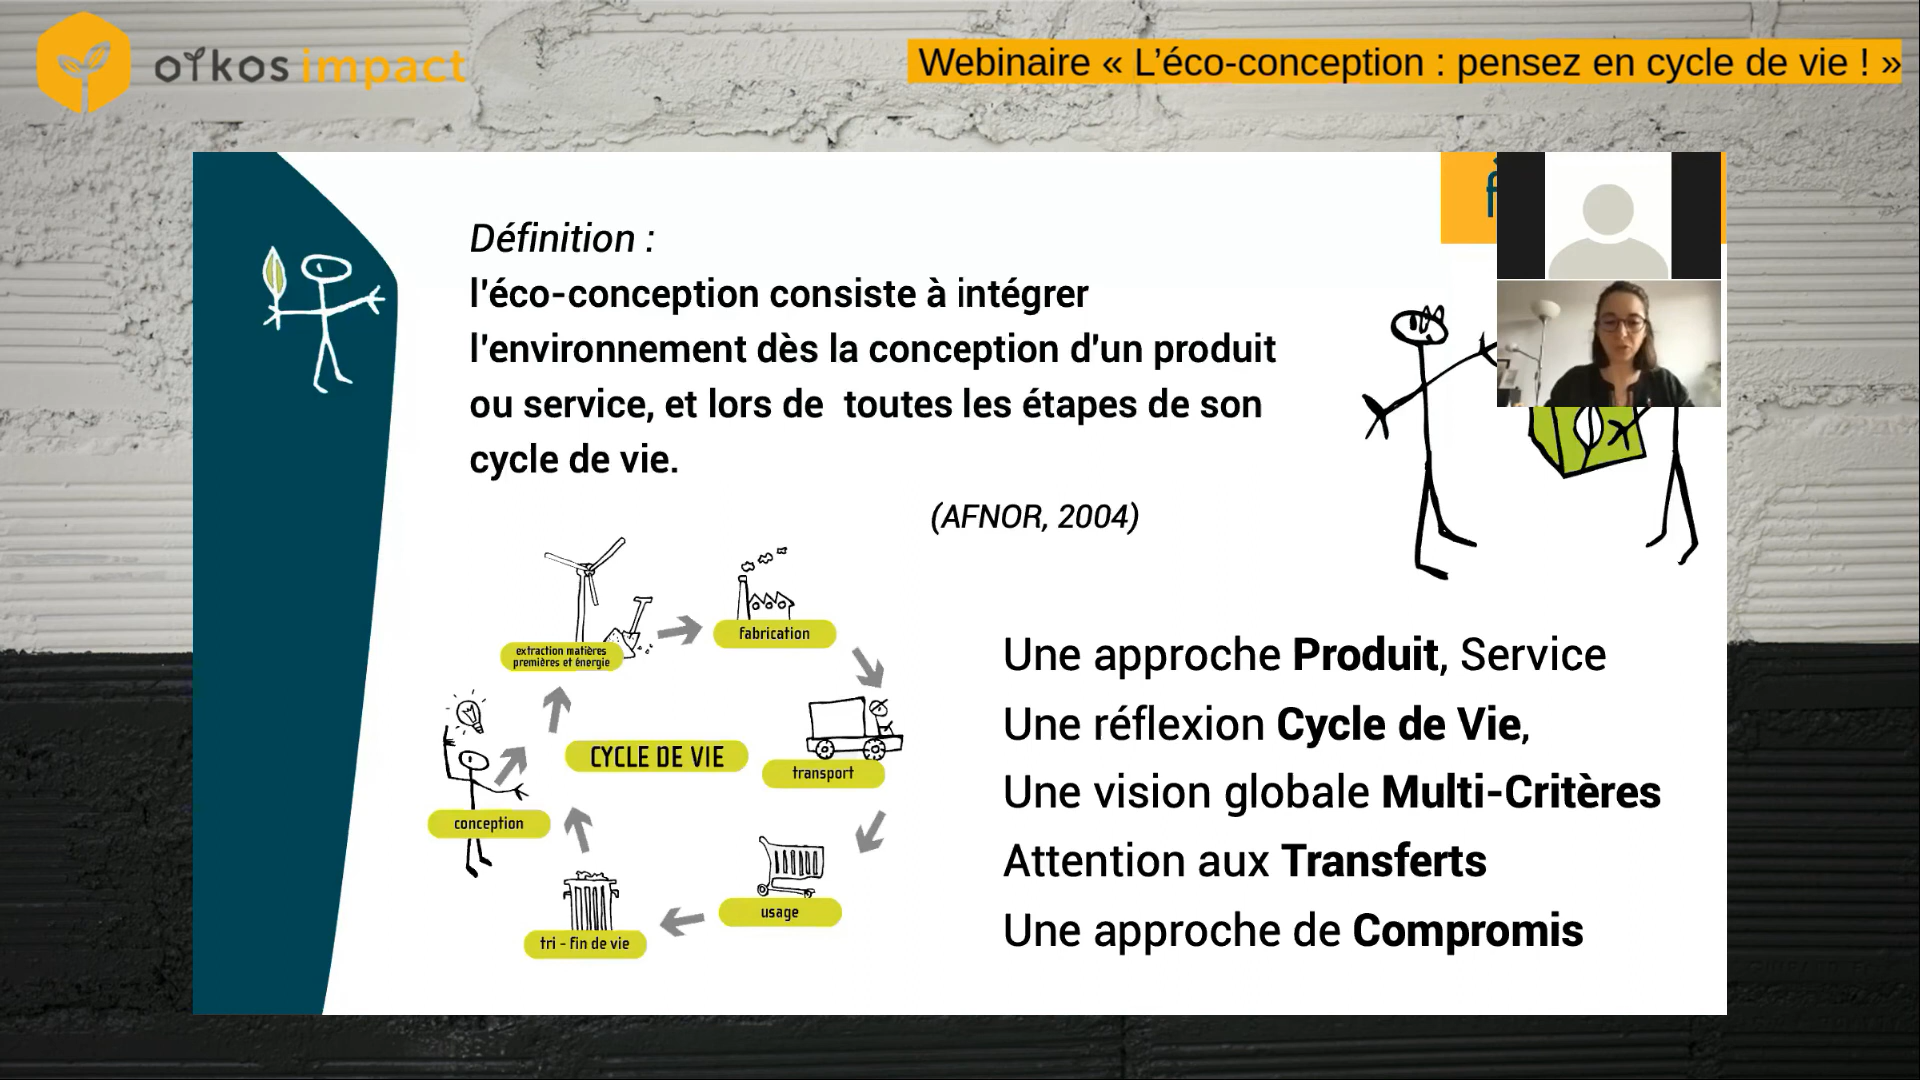 oikos impact
Webinaire « L'éco-conception : pensez en cycle de vie ! »
Définition :
l'éco-conception consiste à intégrer
l'environnement dès la conception d'un produit
ou service, et lors de toutes les étapes de son
cycle de vie.
(AFNOR, 2004)
extraction matières
premières et énergie
fabrication
CYCLE DE VIE
transport
conception
usage
tri - fin de vie
Une approche Produit, Service
Une réflexion Cycle de Vie,
Une vision globale Multi-Critères
Attention aux Transferts
Une approche de Compromis